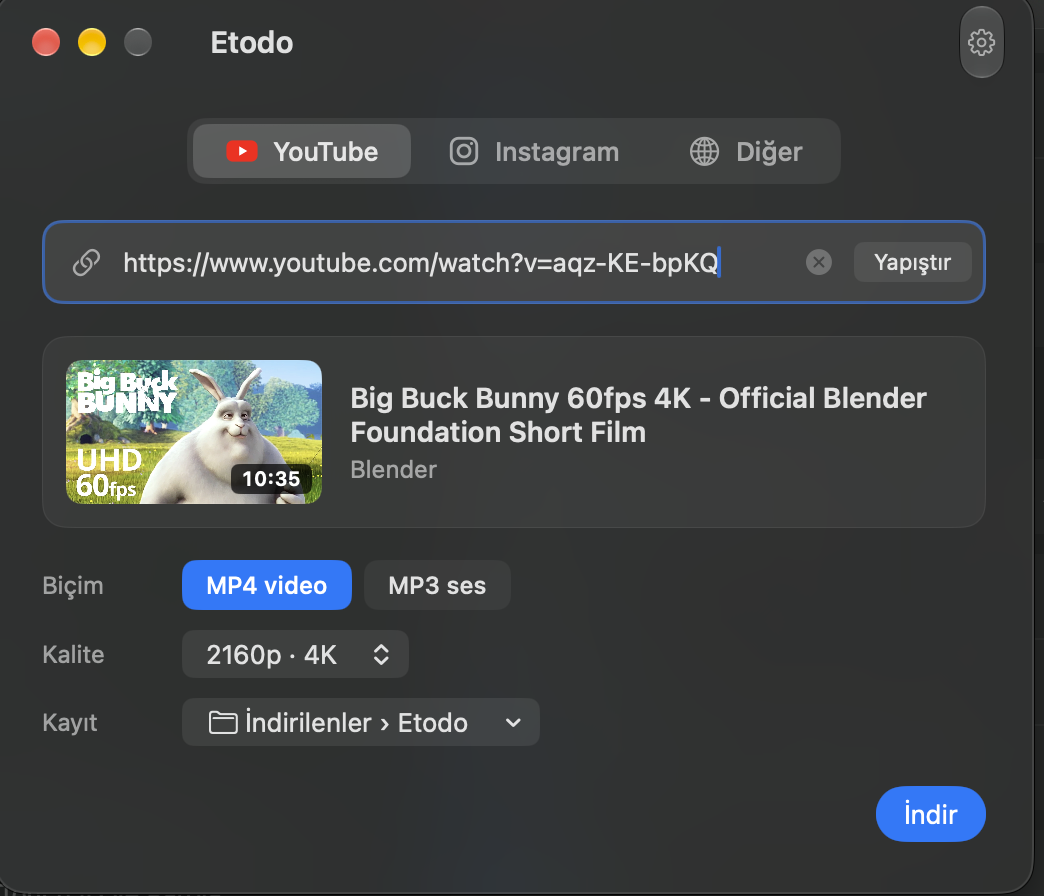 Etodo
YouTube
Instagram
Diğer
https://www.youtube.com/watch?v=aqz-KE-bpKQ
Yapıştır
Big Buck
BUNNY
UHD
60fps
10:35
Big Buck Bunny 60fps 4K - Official Blender
Foundation Short Film
Blender
Biçim
MP4 video
MP3 ses
Kalite
2160p · 4K
Kayıt
İndirilenler › Etodo
İndir